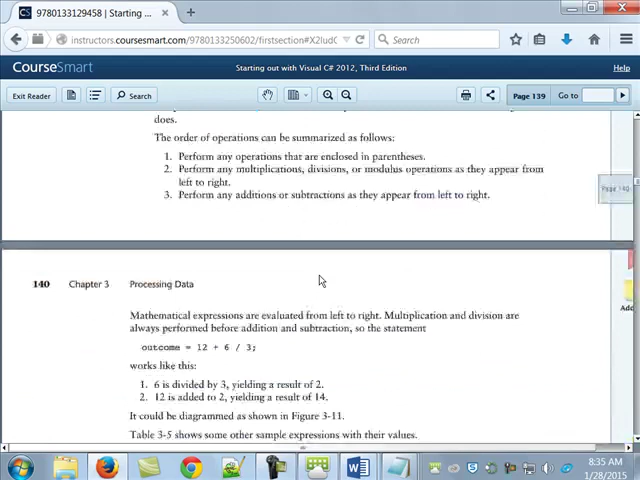 9780133129458 | Starting ...
instructors.coursesmart.com/9780133250602/firstsection#X2ludC
Search
CourseSmart
Starting out with Visual C# 2012, Third Edition
Help
Exit Reader
Search
Page 139
Go to
does.
The order of operations can be summarized as follows:
1. Perform any operations that are enclosed in parentheses.
2. Perform any multiplications, divisions, or modulus operations as they appear from
left to right.
3. Perform any additions or subtractions as they appear from left to right.
Page 140
140 Chapter 3 Processing Data
Mathematical expressions are evaluated from left to right. Multiplication and division are
always performed before addition and subtraction, so the statement
outcome = 12 + 6 / 3;
works like this:
1. 6 is divided by 3, yielding a result of 2.
2. 12 is added to 2, yielding a result of 14.
It could be diagrammed as shown in Figure 3-11.
Table 3-5 shows some other sample expressions with their values.
8:35 AM
1/28/2015